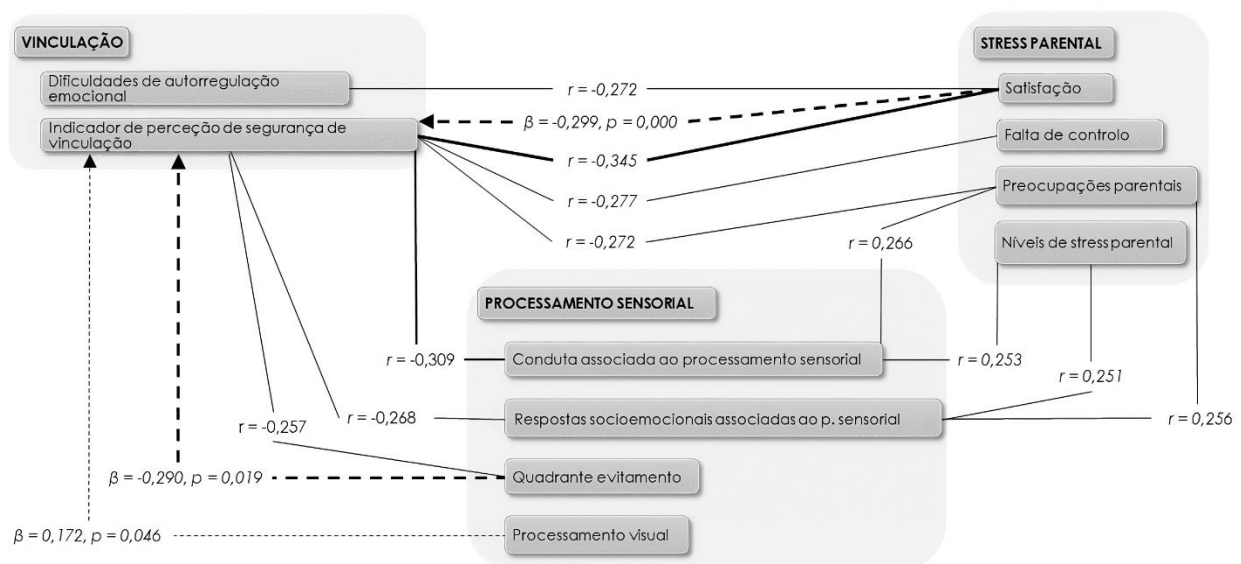 VINCULAÇÃO
STRESS PARENTAL
Dificuldades de autorregulação
emocional
r = -0,272
Satisfação
β = -0,299, p = 0,000
Indicador de perceção de segurança de
vinculação
Falta de controlo
r = -0,345
r = -0,277
Preocupações parentais
r = -0,272
r = 0,266
Níveis de stress parental
PROCESSAMENTO SENSORIAL
r = -0,309
Conduta associada ao processamento sensorial
r = 0,253
r = 0,251
r = -0,257
r = -0,268
Respostas socioemocionais associadas ao p. sensorial
r = 0,256
β = -0,290, p = 0,019
Quadrante evitamento
β = 0,172, p = 0,046
Processamento visual